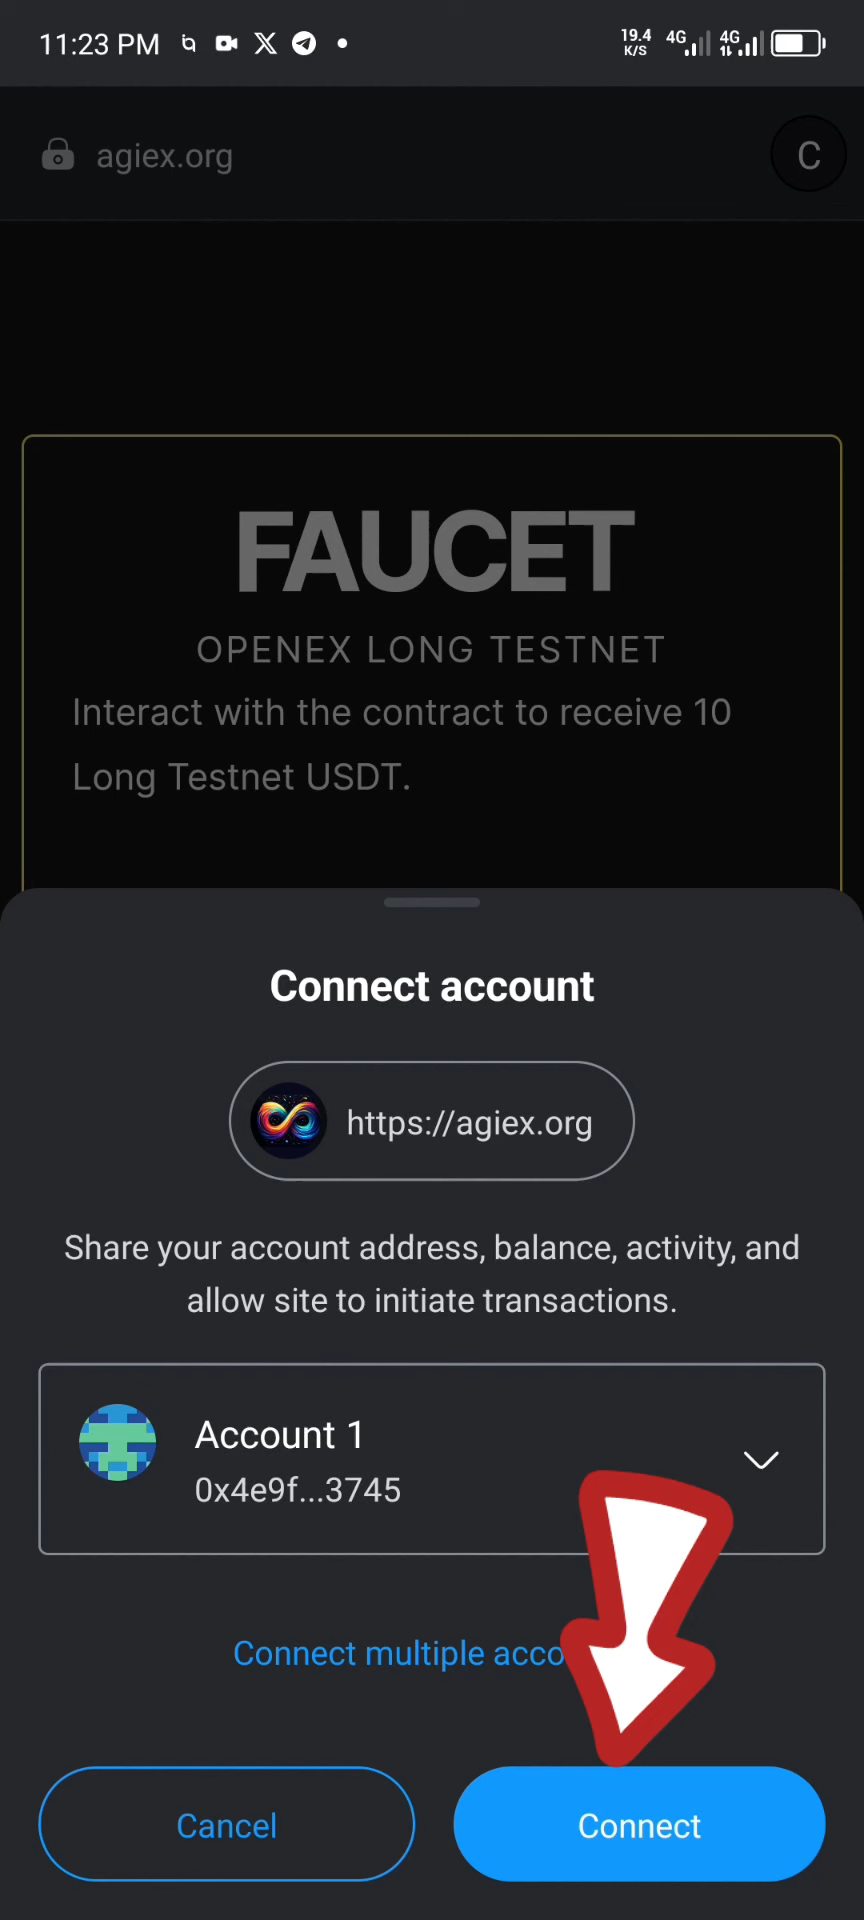 11:23 PM
19.4 K/S 4G 4G
agiex.org
C
FAUCET
OPENEX LONG TESTNET
Interact with the contract to receive 10
Long Testnet USDT.
Connect account
https://agiex.org
Share your account address, balance, activity, and
allow site to initiate transactions.
Account 1
0x4e9f...3745
Connect multiple acco
Cancel
Connect